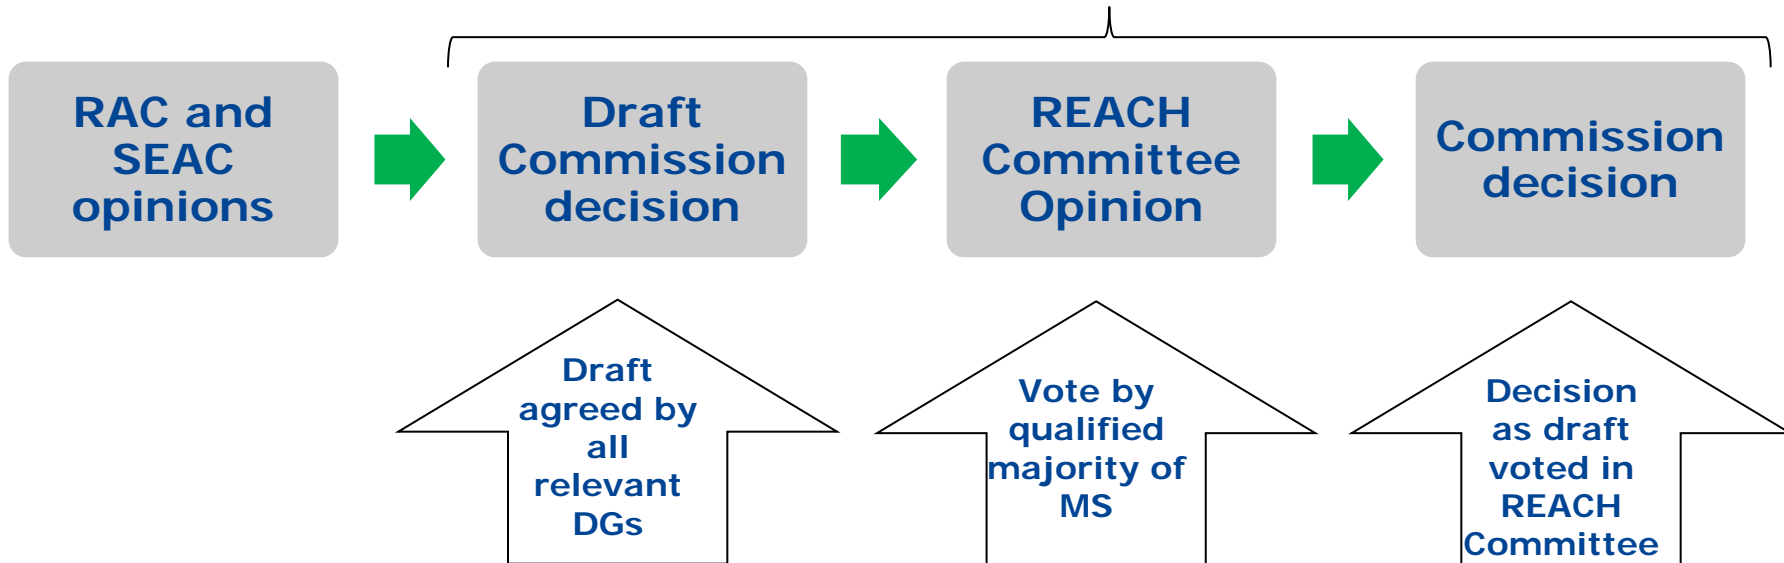 RAC and
SEAC
opinions
Draft
Commission
decision
REACH
Committee
Opinion
Commission
decision
Draft
agreed by
all
relevant
DGs
Vote by
qualified
majority of
MS
Decision
as draft
voted in
REACH
Committee